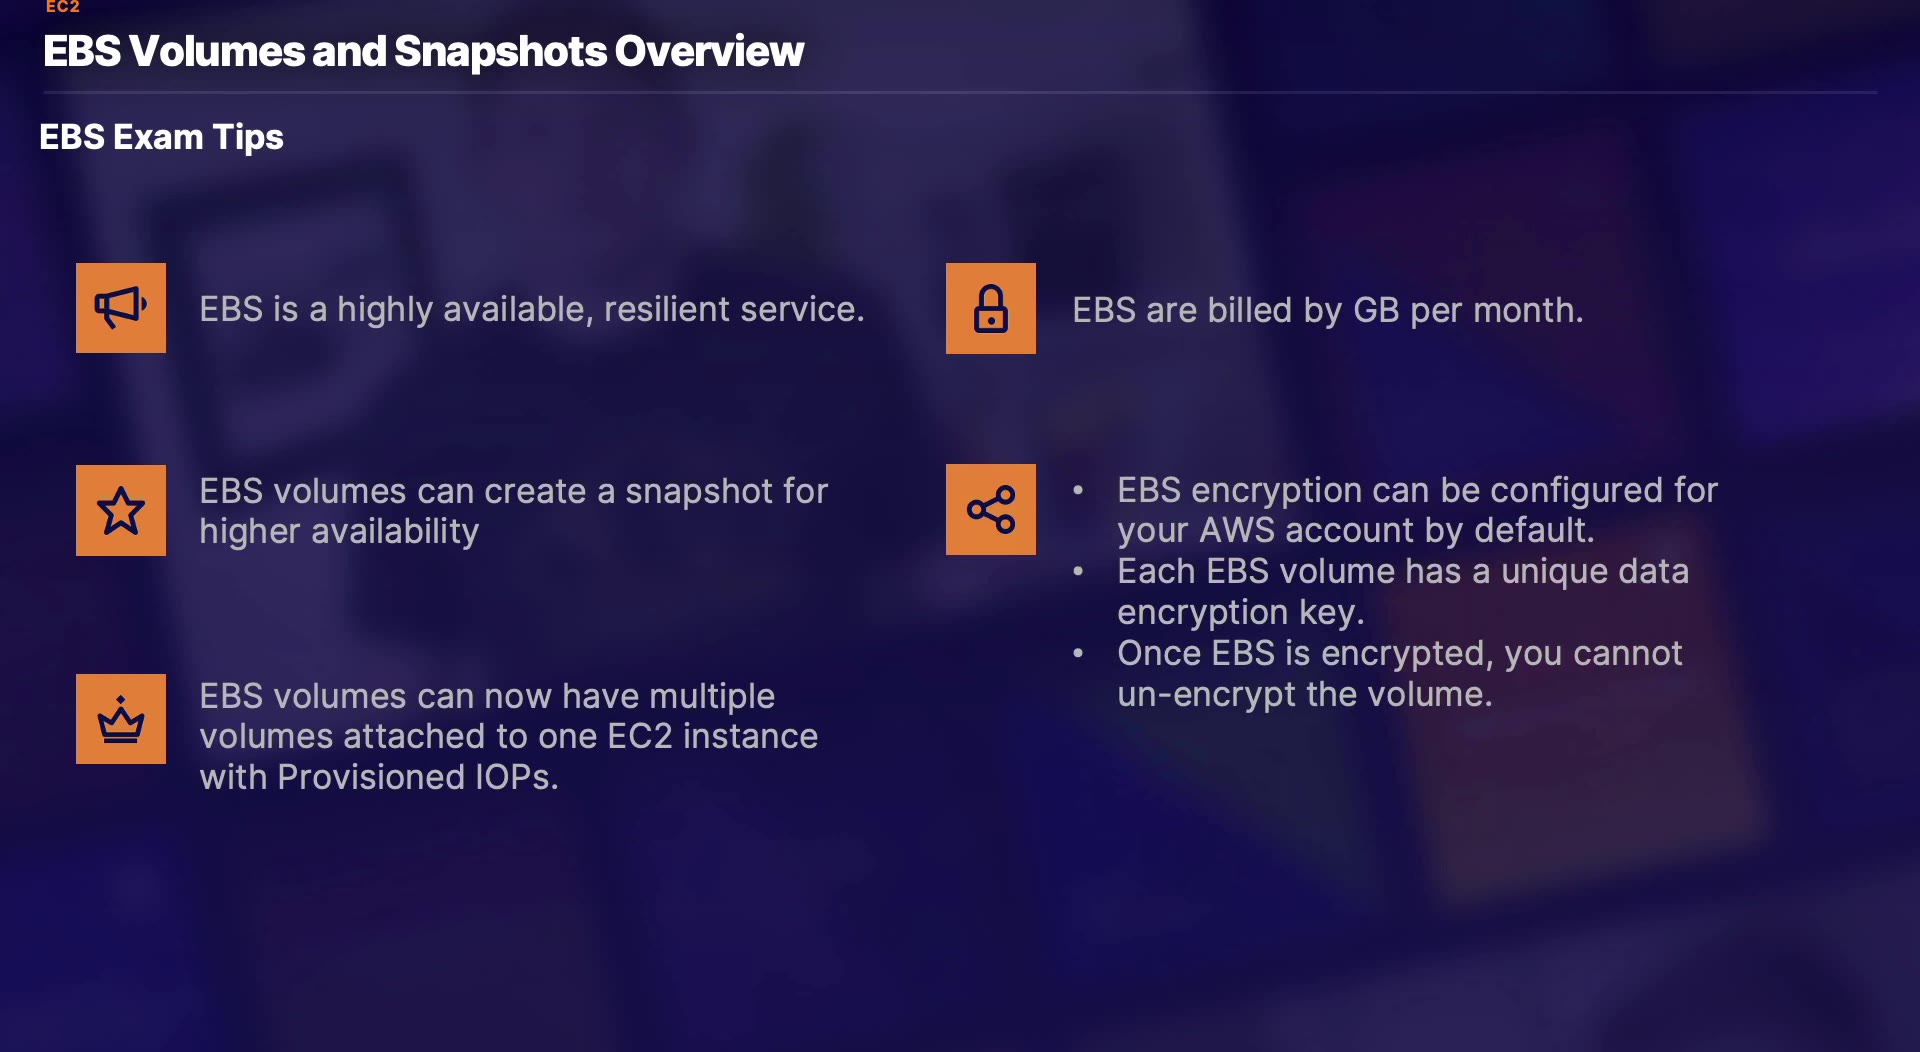 EC2
EBS Volumes and Snapshots Overview
EBS Exam Tips
EBS is a highly available, resilient service.
EBS volumes can create a snapshot for
higher availability
EBS volumes can now have multiple
volumes attached to one EC2 instance
with Provisioned IOPs.
EBS are billed by GB per month.
• EBS encryption can be configured for
your AWS account by default.
• Each EBS volume has a unique data
encryption key.
• Once EBS is encrypted, you cannot
un-encrypt the volume.